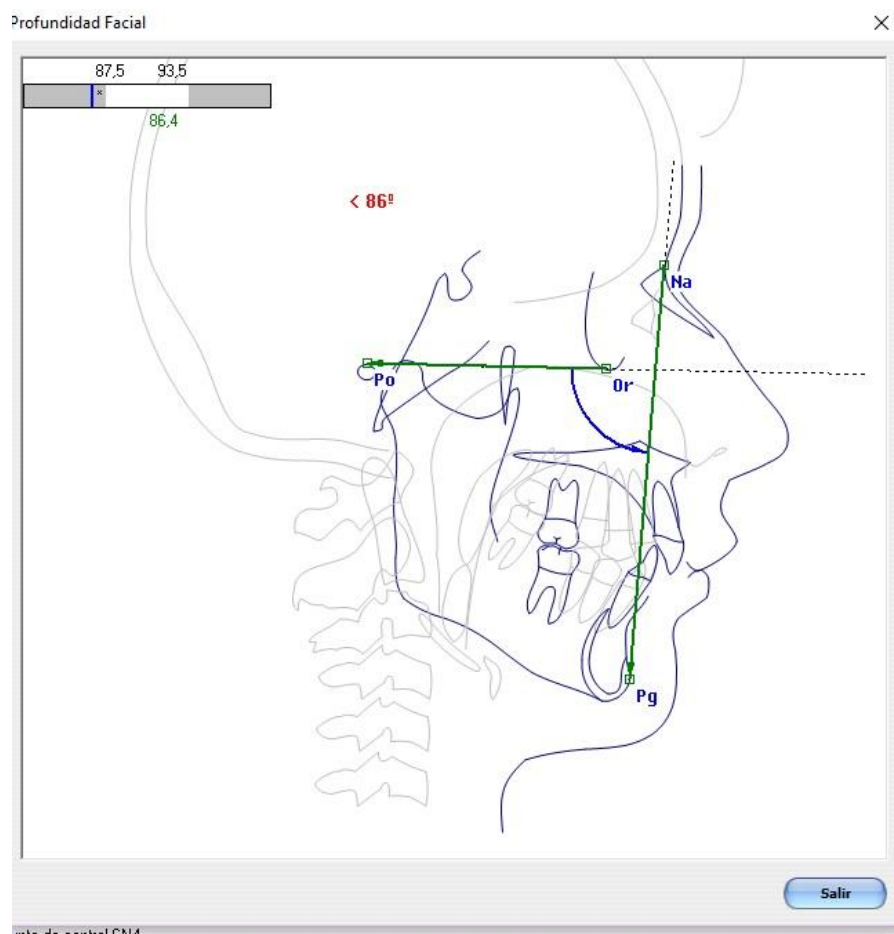 Profundidad Facial
87,5 93,5
*
86,4
< 86º
Na
Po
Or
Pg
Salir